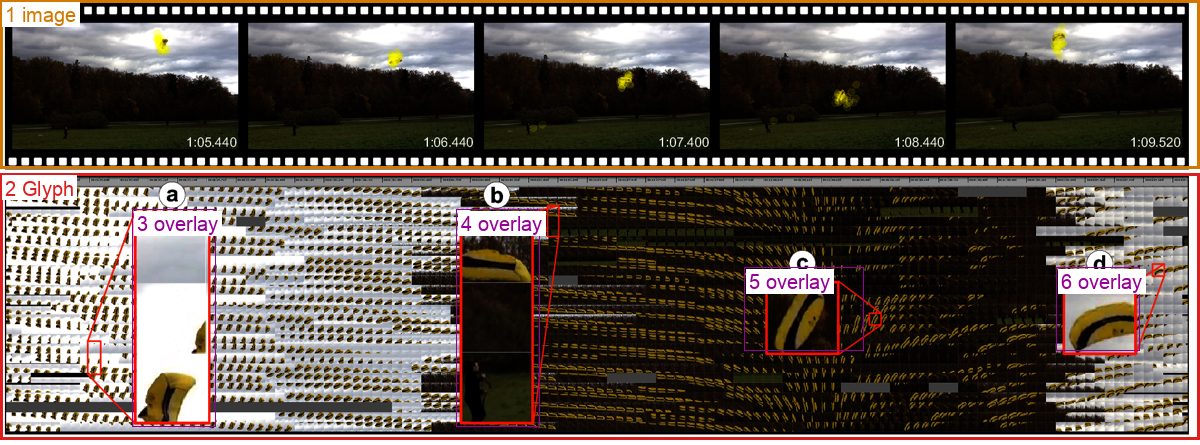 1 image
1:05.440
1:06.440
1:07.400
1:08.440
1:09.520
2 Glyph
a
b
3 overlay
4 overlay
c
d
5 overlay
6 overlay